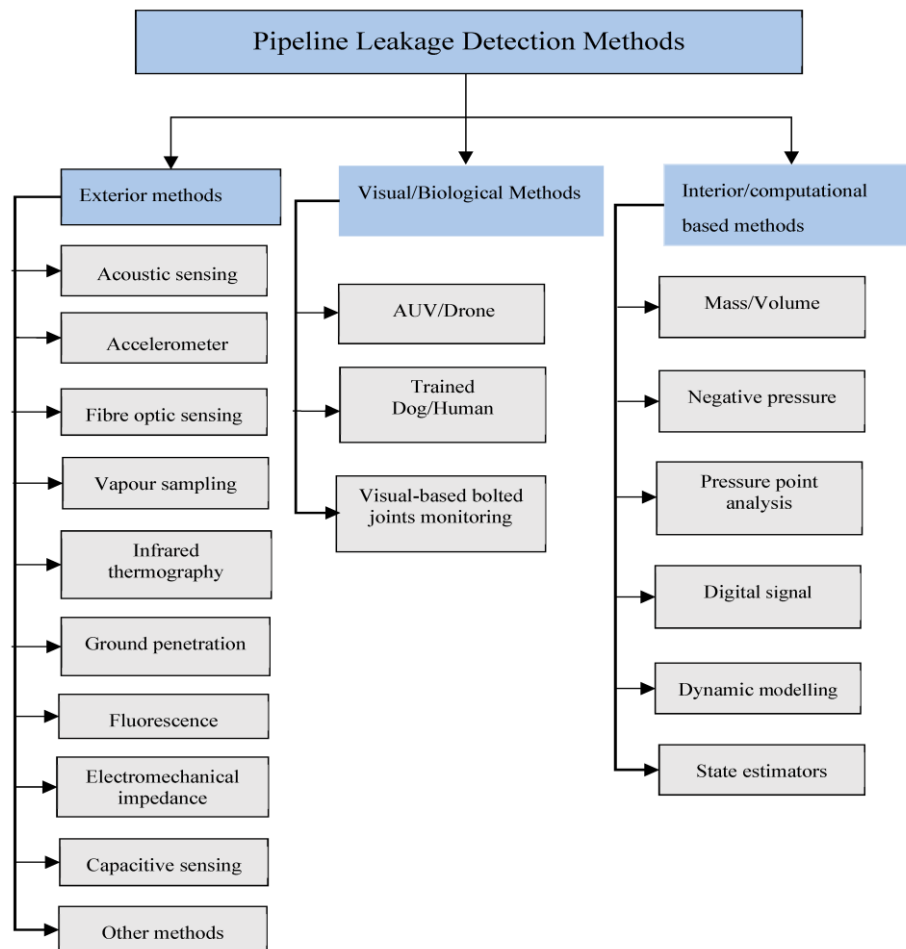 Pipeline Leakage Detection Methods
Exterior methods
Acoustic sensing
Accelerometer
Fibre optic sensing
Vapour sampling
Infrared
thermography
Ground penetration
Fluorescence
Electromechanical
impedance
Capacitive sensing
Other methods
Visual/Biological Methods
AUV/Drone
Trained
Dog/Human
Visual-based bolted
joints monitoring
Interior/computational
based methods
Mass/Volume
Negative pressure
Pressure point
analysis
Digital signal
Dynamic modelling
State estimators